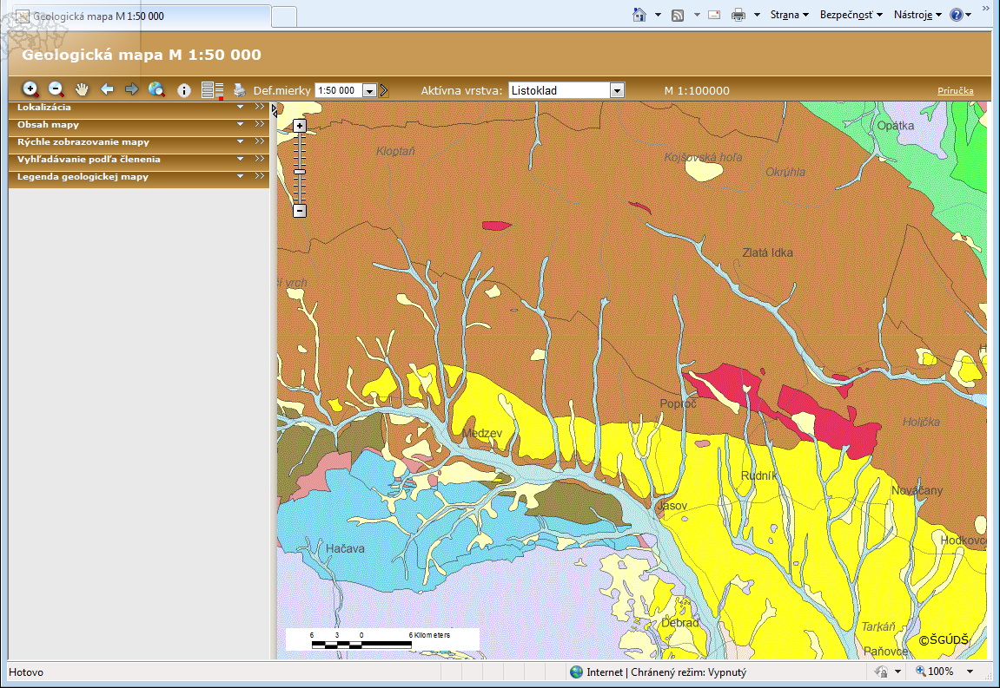 Geologická mapa M 1:50 000
Strana
Bezpečnosť
Nástroje
Geologická mapa M 1:50 000
Def.mierky
1:50 000
Aktívna vrstva:
Listoklad
M 1:100000
Príručka
Lokalizácia
Obsah mapy
Rýchle zobrazovanie mapy
Vyhľadávanie podľa členenia
Legenda geologickej mapy
Opátka
Kloptaň
Kojšovská hoľa
Okrúhla
Zlatá Idka
vrch
Poproč
Holička
Medzev
Rudník
Nováčany
Jasov
Hodkovce
Hačava
Debraď
Tarkáň
Paňovce
©ŠGÚDŠ
6 3 0 6 Kilometers
Hotovo
Internet | Chránený režim: Vypnutý
100%